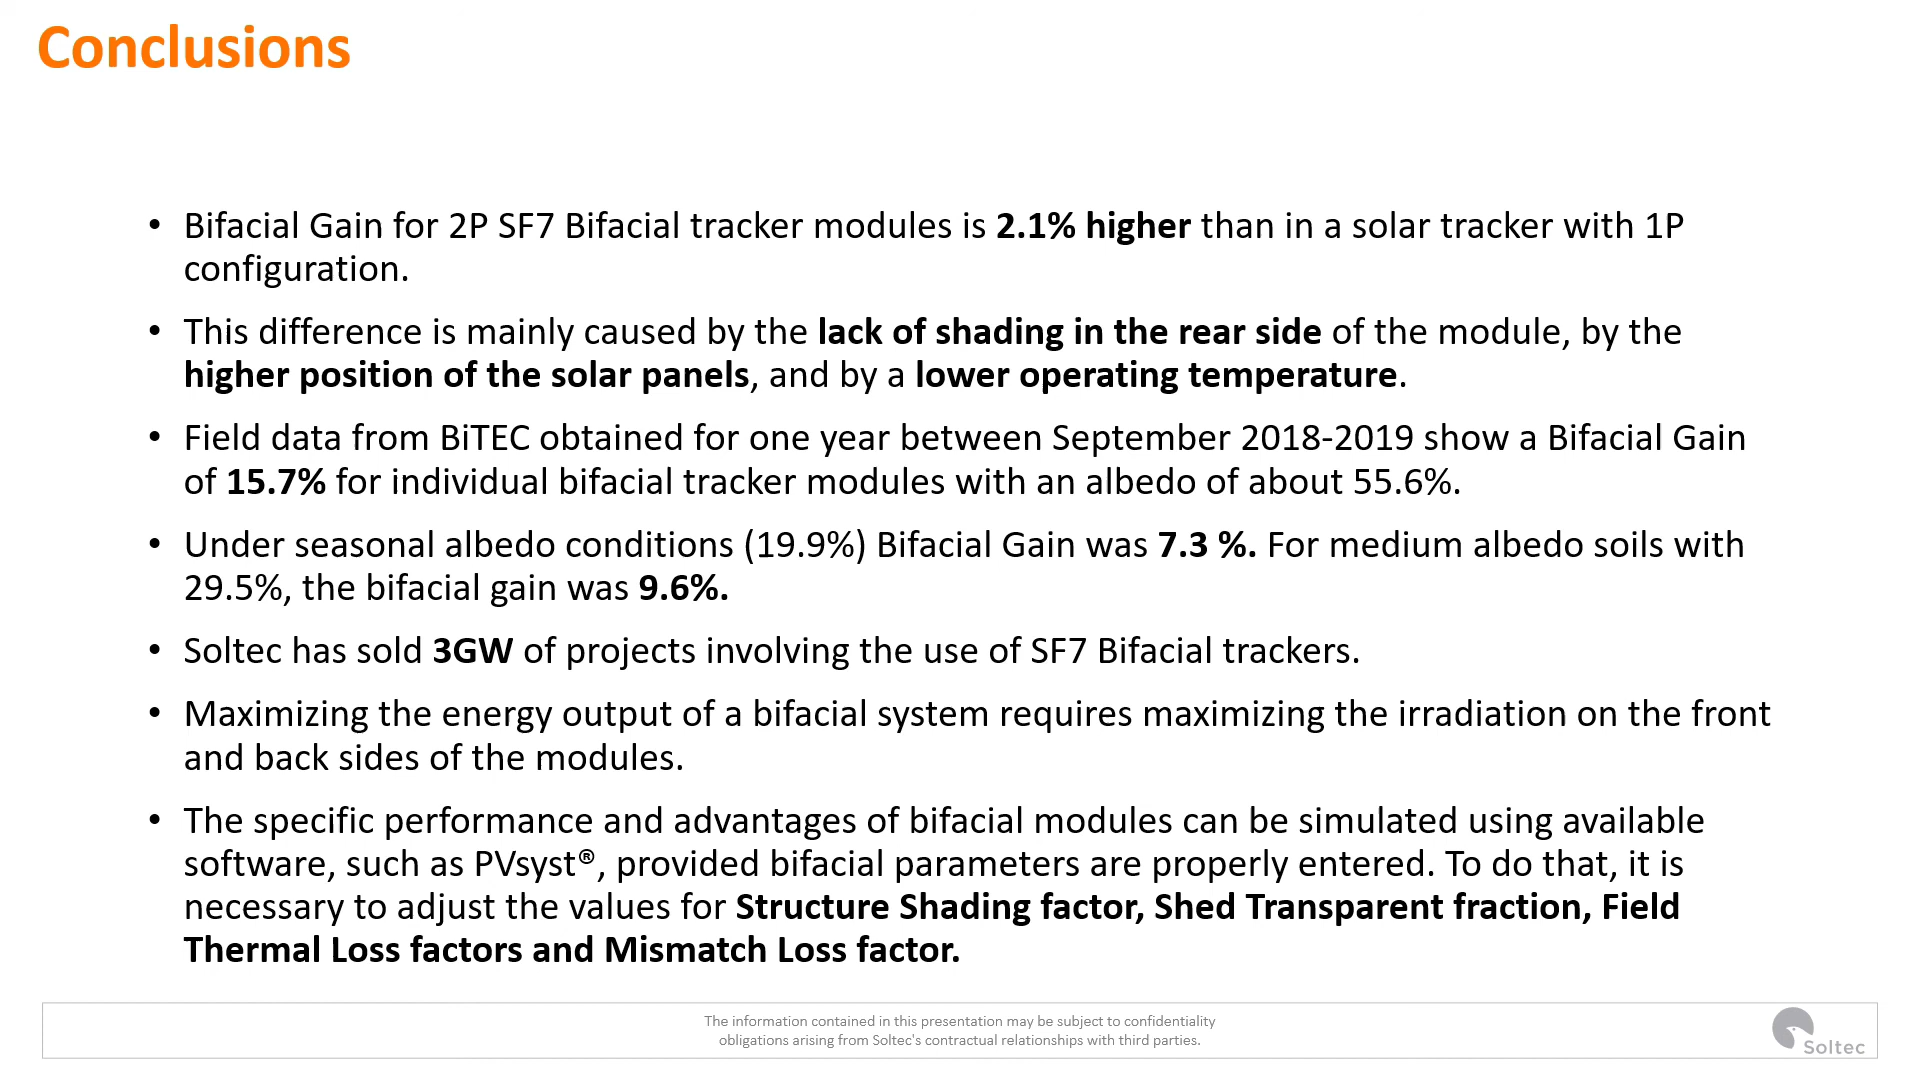 Conclusions
• Bifacial Gain for 2P SF7 Bifacial tracker modules is 2.1% higher than in a solar tracker with 1P
configuration.
• This difference is mainly caused by the lack of shading in the rear side of the module, by the
higher position of the solar panels, and by a lower operating temperature.
• Field data from BiTEC obtained for one year between September 2018-2019 show a Bifacial Gain
of 15.7% for individual bifacial tracker modules with an albedo of about 55.6%.
• Under seasonal albedo conditions (19.9%) Bifacial Gain was 7.3 %. For medium albedo soils with
29.5%, the bifacial gain was 9.6%.
• Soltec has sold 3GW of projects involving the use of SF7 Bifacial trackers.
• Maximizing the energy output of a bifacial system requires maximizing the irradiation on the front
and back sides of the modules.
• The specific performance and advantages of bifacial modules can be simulated using available
software, such as PVsyst®, provided bifacial parameters are properly entered. To do that, it is
necessary to adjust the values for Structure Shading factor, Shed Transparent fraction, Field
Thermal Loss factors and Mismatch Loss factor.
The information contained in this presentation may be subject to confidentiality
obligations arising from Soltec's contractual relationships with third parties.
Soltec